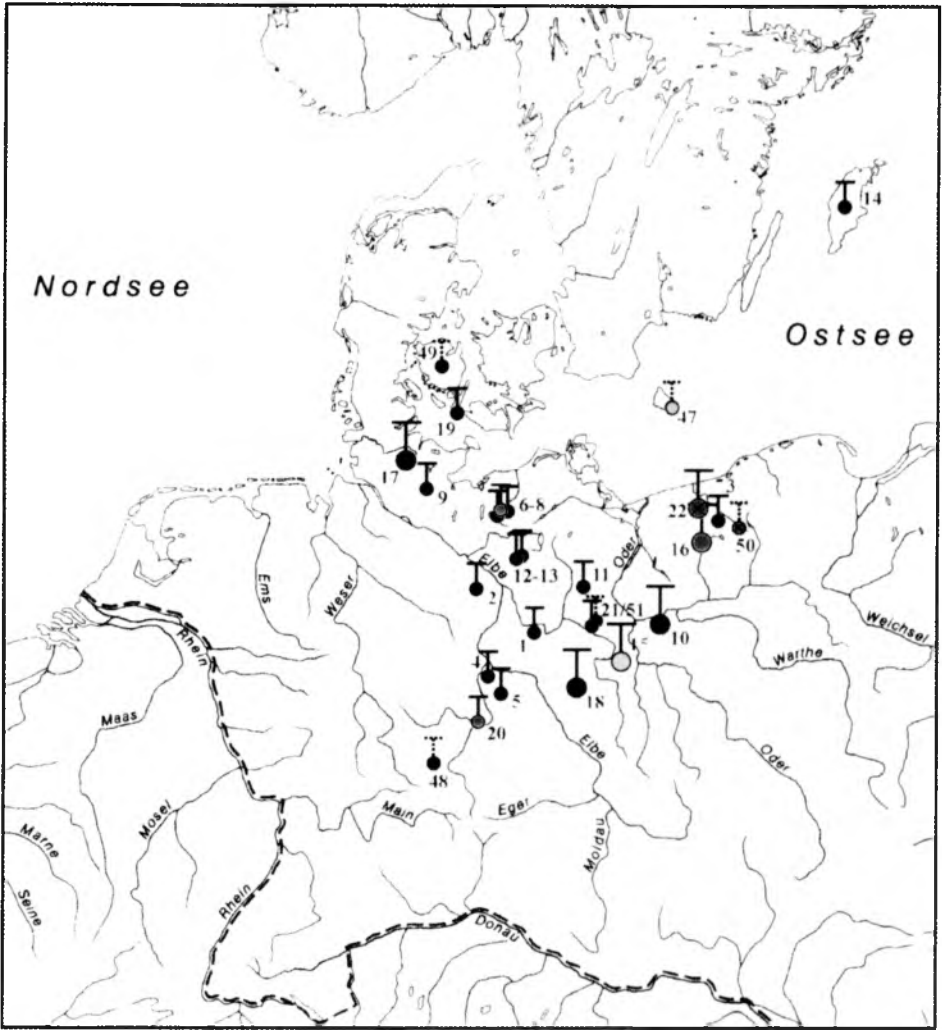 14
Nordsee
Ostsee
49
47
19
17
9
6-8
22
50
16
Elbe
12-13
11
Oder
Ems
Weser
2
21/51
10
Weichsel
Rhein
1
15
Warthe
4
5
18
Maas
20
Elbe
Oder
48
Mosel
Main
Eger
Marne
Moldau
Seine
Rhein
Donau